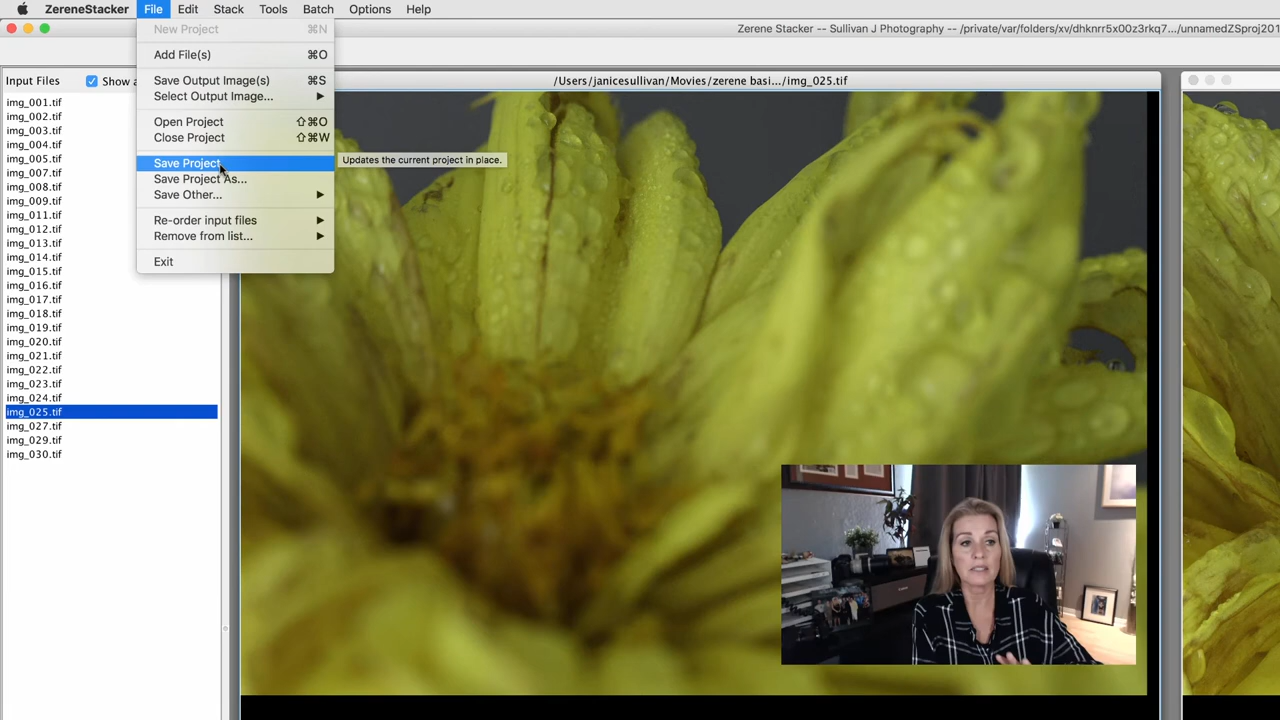 ZereneStacker File Edit Stack Tools Batch Options Help
Zerene Stacker -- Sullivan J Photography -- /private/var/folders/xv/dhknrr5x00z3rkq7.../unnamedZSproj201
New Project ⌘N
Add File(s) ⌘O
Save Output Image(s) ⌘S
Select Output Image... ▶
Open Project ⇧⌘O
Close Project ⇧⌘W
Save Project
Updates the current project in place.
Save Project As...
Save Other... ▶
Re-order input files ▶
Remove from list... ▶
Exit
Input Files
Show a
/Users/janicesullivan/Movies/zerene basi.../img_025.tif
img_001.tif
img_002.tif
img_003.tif
img_004.tif
img_005.tif
img_007.tif
img_008.tif
img_009.tif
img_011.tif
img_012.tif
img_013.tif
img_014.tif
img_015.tif
img_016.tif
img_017.tif
img_018.tif
img_019.tif
img_020.tif
img_021.tif
img_022.tif
img_023.tif
img_024.tif
img_025.tif
img_027.tif
img_029.tif
img_030.tif